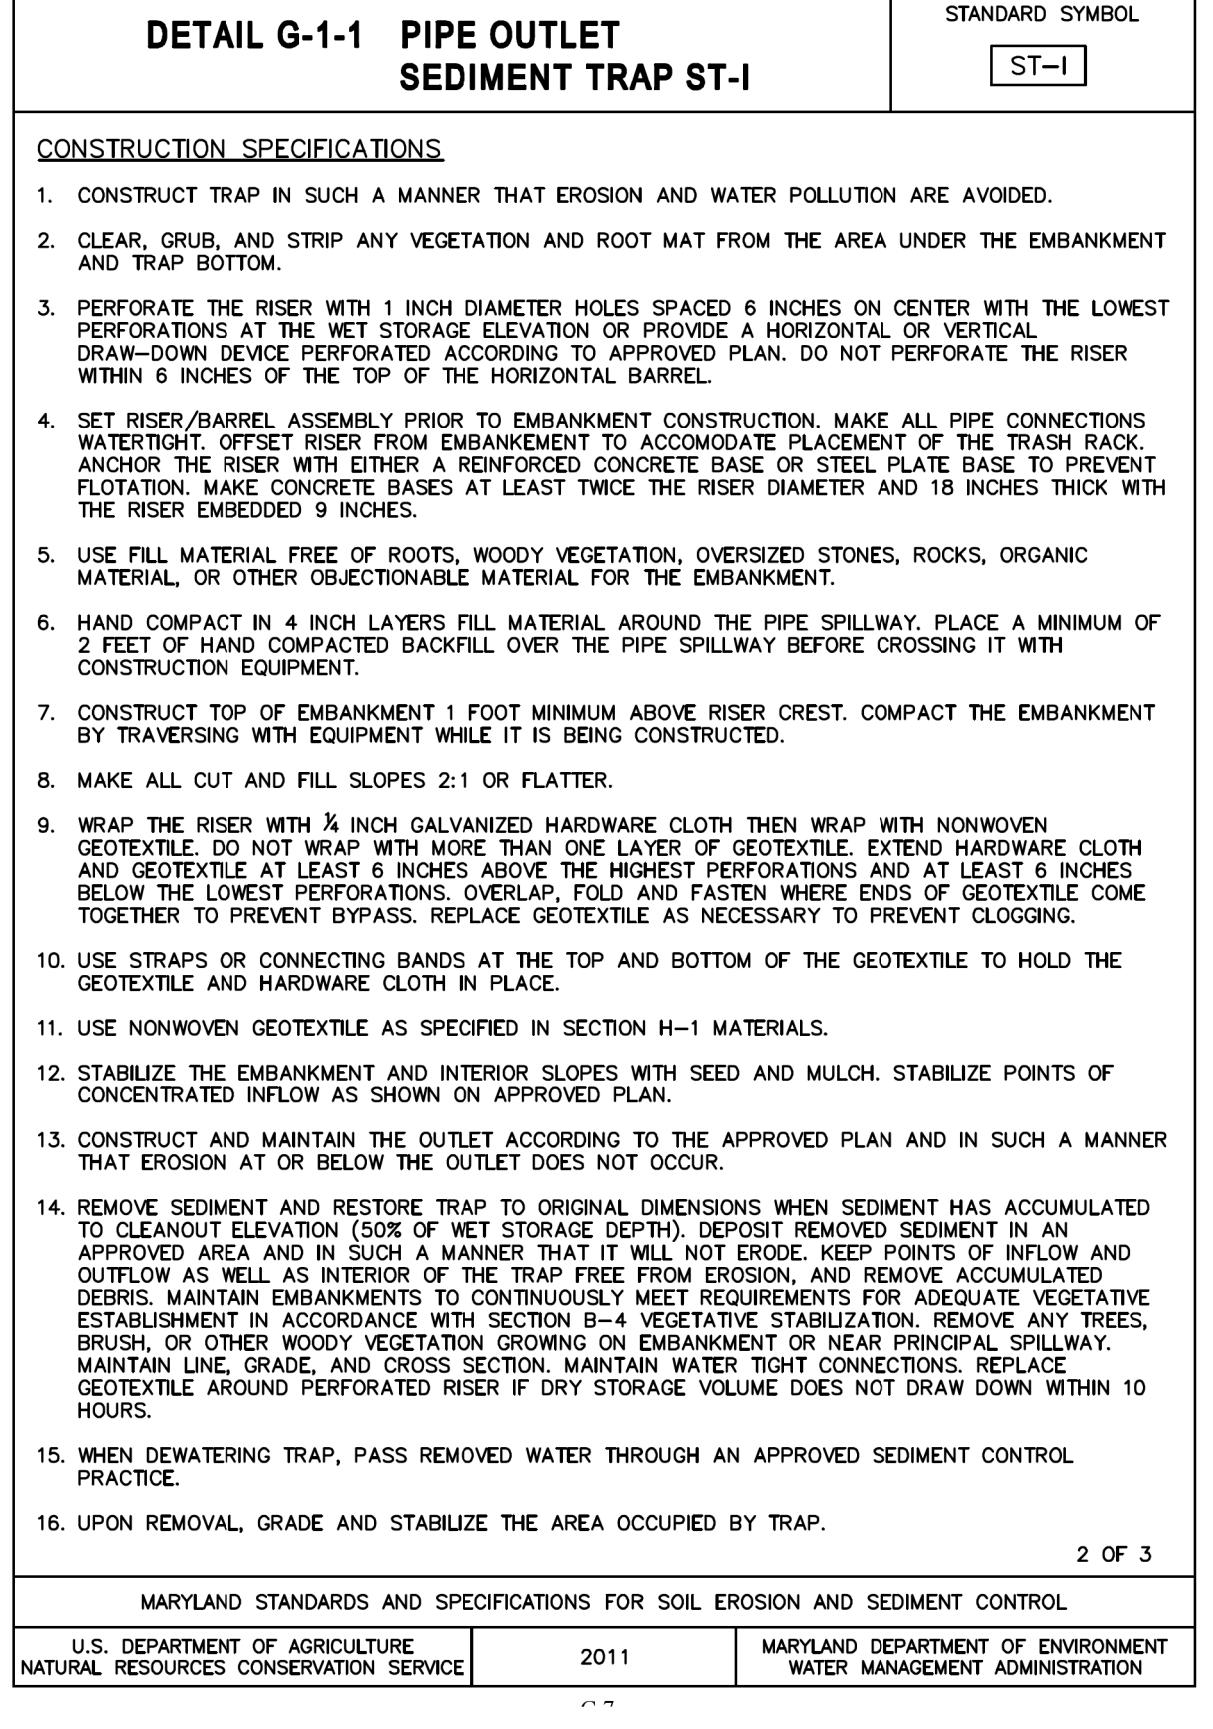 DETAIL G-1-1 PIPE OUTLET
SEDIMENT TRAP ST-I
STANDARD SYMBOL
ST-I
CONSTRUCTION SPECIFICATIONS
1. CONSTRUCT TRAP IN SUCH A MANNER THAT EROSION AND WATER POLLUTION ARE AVOIDED.
2. CLEAR, GRUB, AND STRIP ANY VEGETATION AND ROOT MAT FROM THE AREA UNDER THE EMBANKMENT
AND TRAP BOTTOM.
3. PERFORATE THE RISER WITH 1 INCH DIAMETER HOLES SPACED 6 INCHES ON CENTER WITH THE LOWEST
PERFORATIONS AT THE WET STORAGE ELEVATION OR PROVIDE A HORIZONTAL OR VERTICAL
DRAW-DOWN DEVICE PERFORATED ACCORDING TO APPROVED PLAN. DO NOT PERFORATE THE RISER
WITHIN 6 INCHES OF THE TOP OF THE HORIZONTAL BARREL.
4. SET RISER/BARREL ASSEMBLY PRIOR TO EMBANKMENT CONSTRUCTION. MAKE ALL PIPE CONNECTIONS
WATERTIGHT. OFFSET RISER FROM EMBANKEMENT TO ACCOMODATE PLACEMENT OF THE TRASH RACK.
ANCHOR THE RISER WITH EITHER A REINFORCED CONCRETE BASE OR STEEL PLATE BASE TO PREVENT
FLOTATION. MAKE CONCRETE BASES AT LEAST TWICE THE RISER DIAMETER AND 18 INCHES THICK WITH
THE RISER EMBEDDED 9 INCHES.
5. USE FILL MATERIAL FREE OF ROOTS, WOODY VEGETATION, OVERSIZED STONES, ROCKS, ORGANIC
MATERIAL, OR OTHER OBJECTIONABLE MATERIAL FOR THE EMBANKMENT.
6. HAND COMPACT IN 4 INCH LAYERS FILL MATERIAL AROUND THE PIPE SPILLWAY. PLACE A MINIMUM OF
2 FEET OF HAND COMPACTED BACKFILL OVER THE PIPE SPILLWAY BEFORE CROSSING IT WITH
CONSTRUCTION EQUIPMENT.
7. CONSTRUCT TOP OF EMBANKMENT 1 FOOT MINIMUM ABOVE RISER CREST. COMPACT THE EMBANKMENT
BY TRAVERSING WITH EQUIPMENT WHILE IT IS BEING CONSTRUCTED.
8. MAKE ALL CUT AND FILL SLOPES 2:1 OR FLATTER.
9. WRAP THE RISER WITH ¼ INCH GALVANIZED HARDWARE CLOTH THEN WRAP WITH NONWOVEN
GEOTEXTILE. DO NOT WRAP WITH MORE THAN ONE LAYER OF GEOTEXTILE. EXTEND HARDWARE CLOTH
AND GEOTEXTILE AT LEAST 6 INCHES ABOVE THE HIGHEST PERFORATIONS AND AT LEAST 6 INCHES
BELOW THE LOWEST PERFORATIONS. OVERLAP, FOLD AND FASTEN WHERE ENDS OF GEOTEXTILE COME
TOGETHER TO PREVENT BYPASS. REPLACE GEOTEXTILE AS NECESSARY TO PREVENT CLOGGING.
10. USE STRAPS OR CONNECTING BANDS AT THE TOP AND BOTTOM OF THE GEOTEXTILE TO HOLD THE
GEOTEXTILE AND HARDWARE CLOTH IN PLACE.
11. USE NONWOVEN GEOTEXTILE AS SPECIFIED IN SECTION H-1 MATERIALS.
12. STABILIZE THE EMBANKMENT AND INTERIOR SLOPES WITH SEED AND MULCH. STABILIZE POINTS OF
CONCENTRATED INFLOW AS SHOWN ON APPROVED PLAN.
13. CONSTRUCT AND MAINTAIN THE OUTLET ACCORDING TO THE APPROVED PLAN AND IN SUCH A MANNER
THAT EROSION AT OR BELOW THE OUTLET DOES NOT OCCUR.
14. REMOVE SEDIMENT AND RESTORE TRAP TO ORIGINAL DIMENSIONS WHEN SEDIMENT HAS ACCUMULATED
TO CLEANOUT ELEVATION (50% OF WET STORAGE DEPTH). DEPOSIT REMOVED SEDIMENT IN AN
APPROVED AREA AND IN SUCH A MANNER THAT IT WILL NOT ERODE. KEEP POINTS OF INFLOW AND
OUTFLOW AS WELL AS INTERIOR OF THE TRAP FREE FROM EROSION, AND REMOVE ACCUMULATED
DEBRIS. MAINTAIN EMBANKMENTS TO CONTINUOUSLY MEET REQUIREMENTS FOR ADEQUATE VEGETATIVE
ESTABLISHMENT IN ACCORDANCE WITH SECTION B-4 VEGETATIVE STABILIZATION. REMOVE ANY TREES,
BRUSH, OR OTHER WOODY VEGETATION GROWING ON EMBANKMENT OR NEAR PRINCIPAL SPILLWAY.
MAINTAIN LINE, GRADE, AND CROSS SECTION. MAINTAIN WATER TIGHT CONNECTIONS. REPLACE
GEOTEXTILE AROUND PERFORATED RISER IF DRY STORAGE VOLUME DOES NOT DRAW DOWN WITHIN 10
HOURS.
15. WHEN DEWATERING TRAP, PASS REMOVED WATER THROUGH AN APPROVED SEDIMENT CONTROL
PRACTICE.
16. UPON REMOVAL, GRADE AND STABILIZE THE AREA OCCUPIED BY TRAP.
2 OF 3
MARYLAND STANDARDS AND SPECIFICATIONS FOR SOIL EROSION AND SEDIMENT CONTROL
U.S. DEPARTMENT OF AGRICULTURE
NATURAL RESOURCES CONSERVATION SERVICE
2011
MARYLAND DEPARTMENT OF ENVIRONMENT
WATER MANAGEMENT ADMINISTRATION